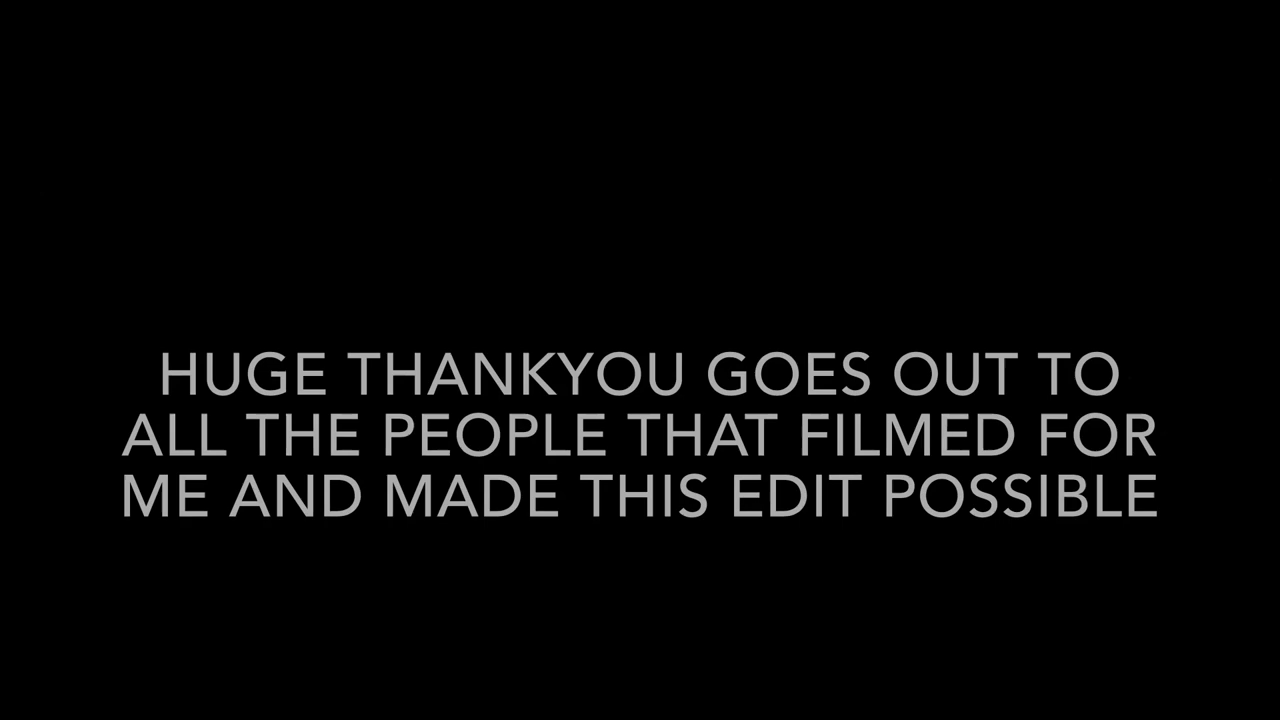 HUGE THANKYOU GOES OUT TO
ALL THE PEOPLE THAT FILMED FOR
ME AND MADE THIS EDIT POSSIBLE